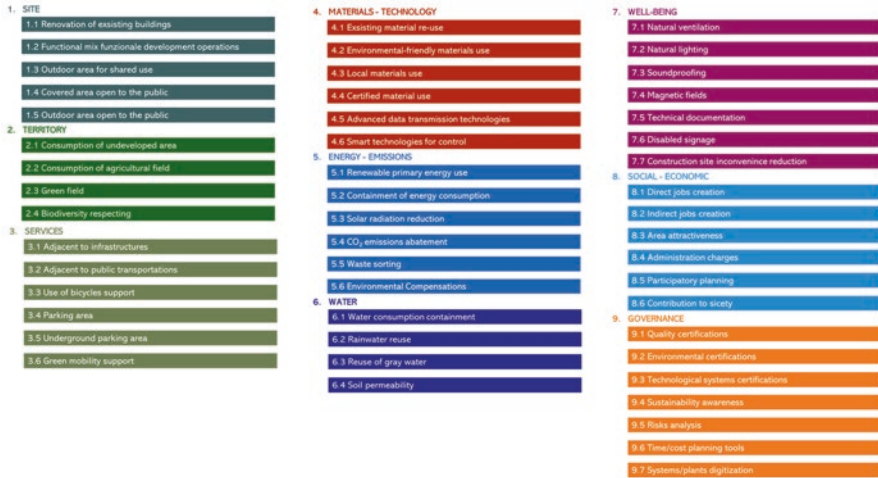 1. SITE
1.1 Renovation of exsisting buildings
1.2 Functional mix funzionale development operations
1.3 Outdoor area for shared use
1.4 Covered area open to the public
1.5 Outdoor area open to the public
2. TERRITORY
2.1 Consumption of undeveloped area
2.2 Consumption of agricultural field
2.3 Green field
2.4 Biodiversity respecting
3. SERVICES
3.1 Adjacent to infrastructures
3.2 Adjacent to public transportations
3.3 Use of bicycles support
3.4 Parking area
3.5 Underground parking area
3.6 Green mobility support
4. MATERIALS - TECHNOLOGY
4.1 Exsisting material re-use
4.2 Environmental-friendly materials use
4.3 Local materials use
4.4 Certified material use
4.5 Advanced data transmission technologies
4.6 Smart technologies for control
5. ENERGY - EMISSIONS
5.1 Renewable primary energy use
5.2 Containment of energy consumption
5.3 Solar radiation reduction
5.4 CO₂ emissions abatement
5.5 Waste sorting
5.6 Environmental Compensations
6. WATER
6.1 Water consumption containment
6.2 Rainwater reuse
6.3 Reuse of gray water
6.4 Soil permeability
7. WELL-BEING
7.1 Natural ventilation
7.2 Natural lighting
7.3 Soundproofing
7.4 Magnetic fields
7.5 Technical documentation
7.6 Disabled signage
7.7 Construction site inconvenince reduction
8. SOCIAL - ECONOMIC
8.1 Direct jobs creation
8.2 Indirect jobs creation
8.3 Area attractiveness
8.4 Administration charges
8.5 Participatory planning
8.6 Contribution to sicety
9. GOVERNANCE
9.1 Quality certifications
9.2 Environmental certifications
9.3 Technological systems certifications
9.4 Sustainability awareness
9.5 Risks analysis
9.6 Time/cost planning tools
9.7 Systems/plants digitization